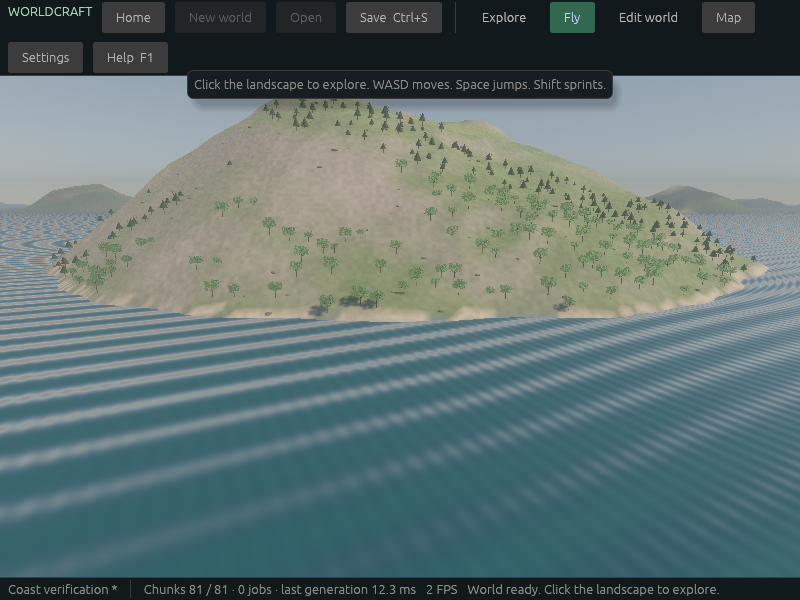 WORLDCRAFT Home New world Open Save Ctrl+S Explore Fly Edit world Map
Settings Help F1
Click the landscape to explore. WASD moves. Space jumps. Shift sprints.
Coast verification * Chunks 81 / 81 · 0 jobs · last generation 12.3 ms 2 FPS World ready. Click the landscape to explore.